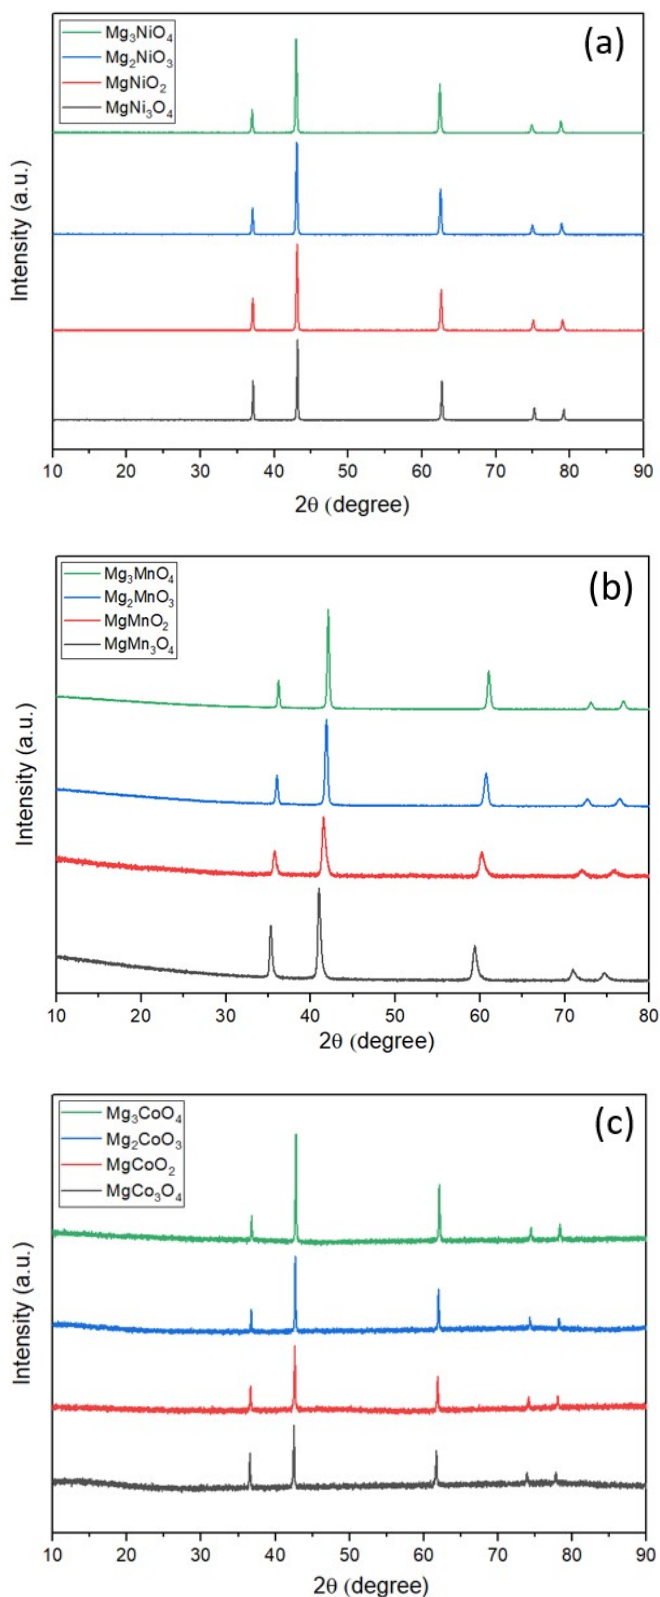 Mg₃NiO₄
Mg₂NiO₃
MgNiO₂
MgNi₃O₄
(a)
Intensity (a.u.)
10 20 30 40 50 60 70 80 90
2θ (degree)
Mg₃MnO₄
Mg₂MnO₃
MgMnO₂
MgMn₃O₄
(b)
Intensity (a.u.)
10 20 30 40 50 60 70 80
2θ (degree)
Mg₃CoO₄
Mg₂CoO₃
MgCoO₂
MgCo₃O₄
(c)
Intensity (a.u.)
10 20 30 40 50 60 70 80 90
2θ (degree)